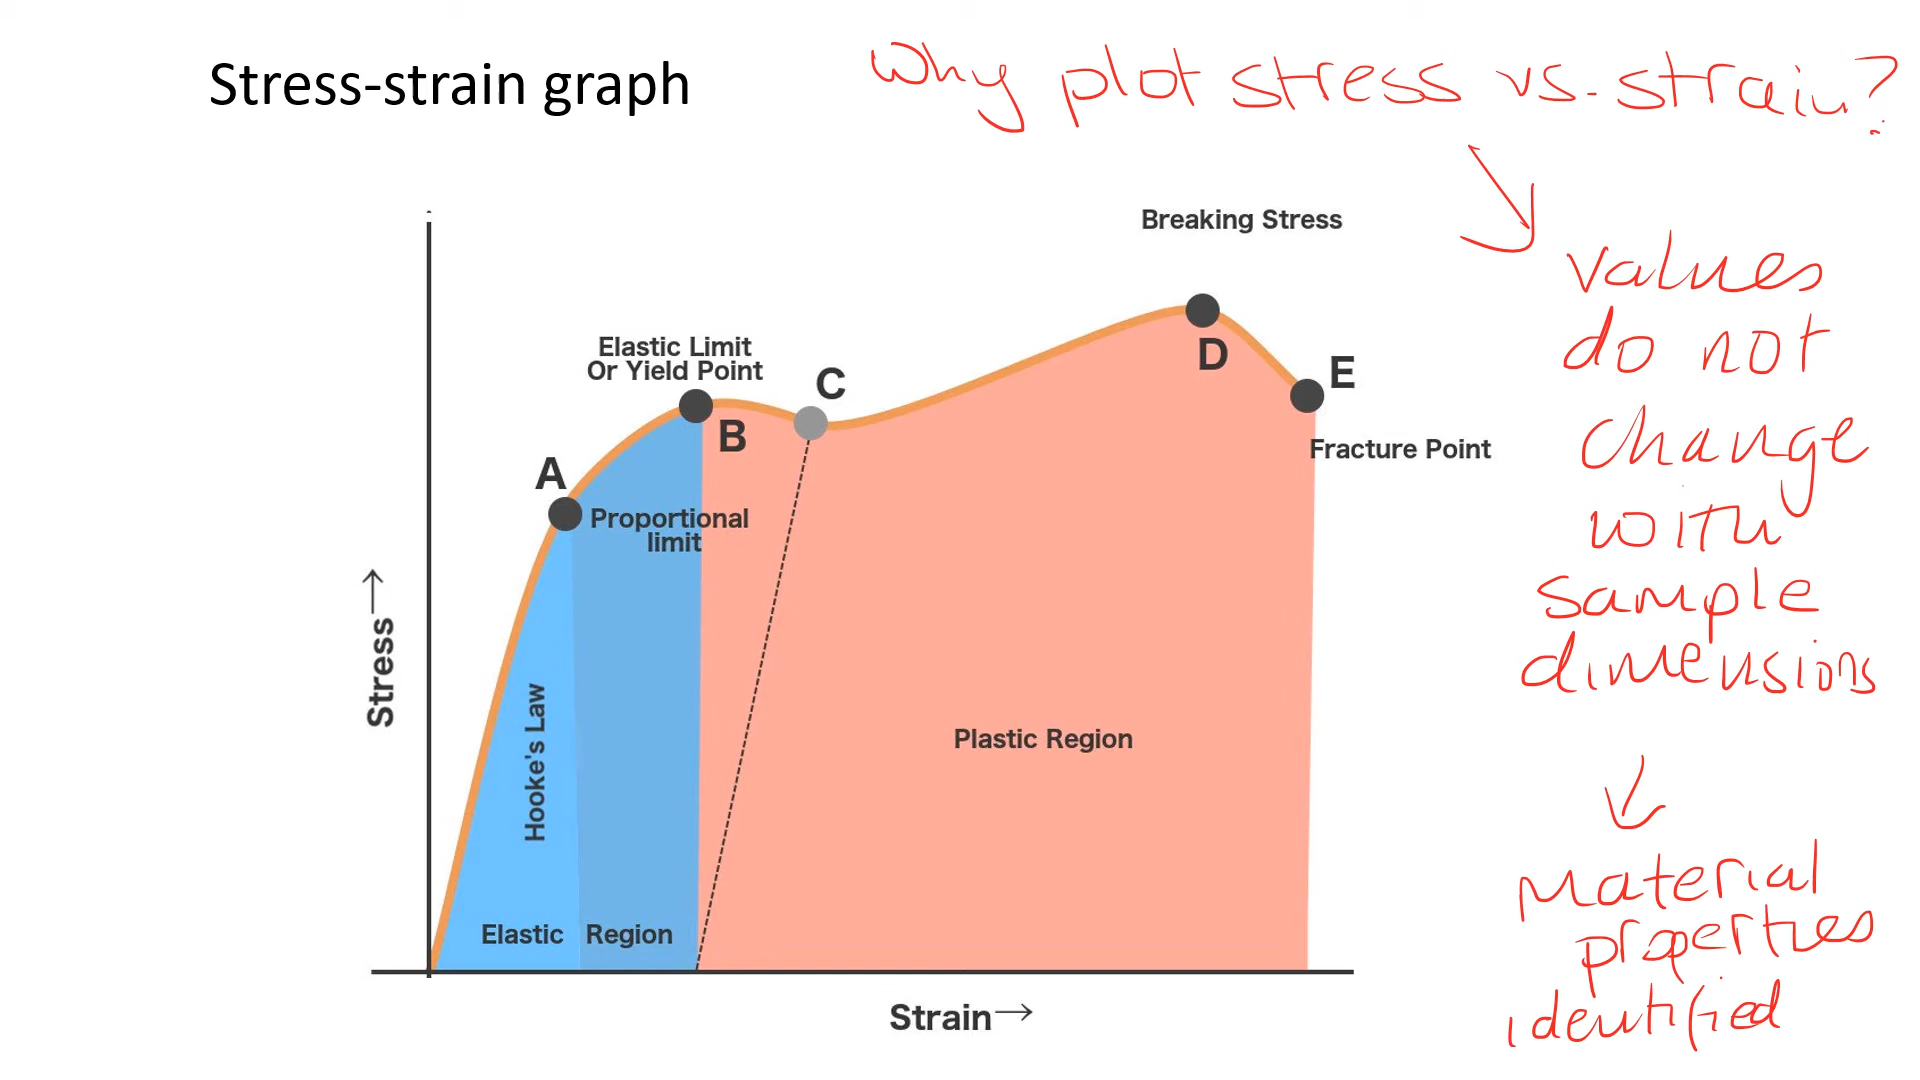 Stress-strain graph
Why plot stress vs. strain?
values
do not
change
with
sample
dimensions
Material
properties
identified
Breaking Stress
Elastic Limit
Or Yield Point
A
B
C
D
E
Proportional
limit
Fracture Point
Stress→
Hooke's Law
Plastic Region
Elastic Region
Strain→